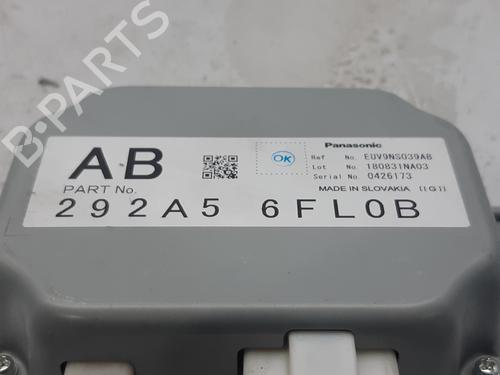 B-PARTS
AB
PART No.
292A5 6FL0B
OK
Panasonic
Ref No. EUV9NS039AB
Lot No. 180831NA03
Serial No. 0426173
MADE IN SLOVAKIA ((G))